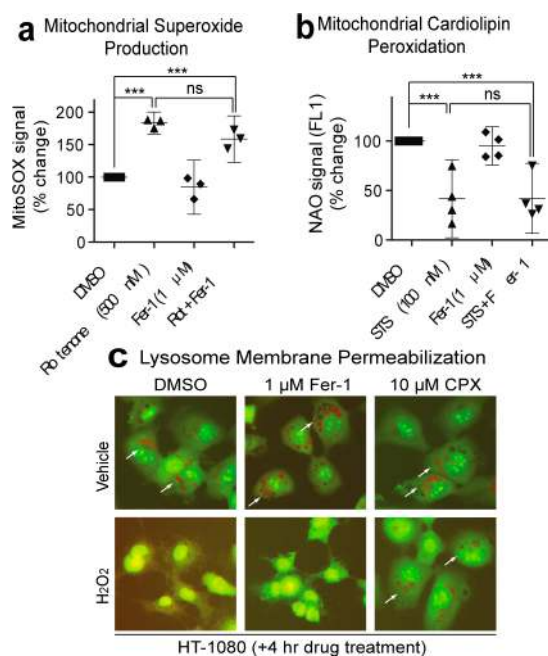 a Mitochondrial Superoxide
Production
***
*** ns
MitoSOX signal
(% change)
200
150
100
50
0
DMSO
Rotenone (500 nM)
Fer-1 (1 μM)
Rot+Fer-1
b Mitochondrial Cardiolipin
Peroxidation
***
*** ns
NAO signal (FL1)
(% change)
100
50
0
DMSO
STS (100 nM)
Fer-1 (1 μM)
STS+F er-1
c Lysosome Membrane Permeabilization
DMSO 1 μM Fer-1 10 μM CPX
Vehicle
H2O2
HT-1080 (+4 hr drug treatment)